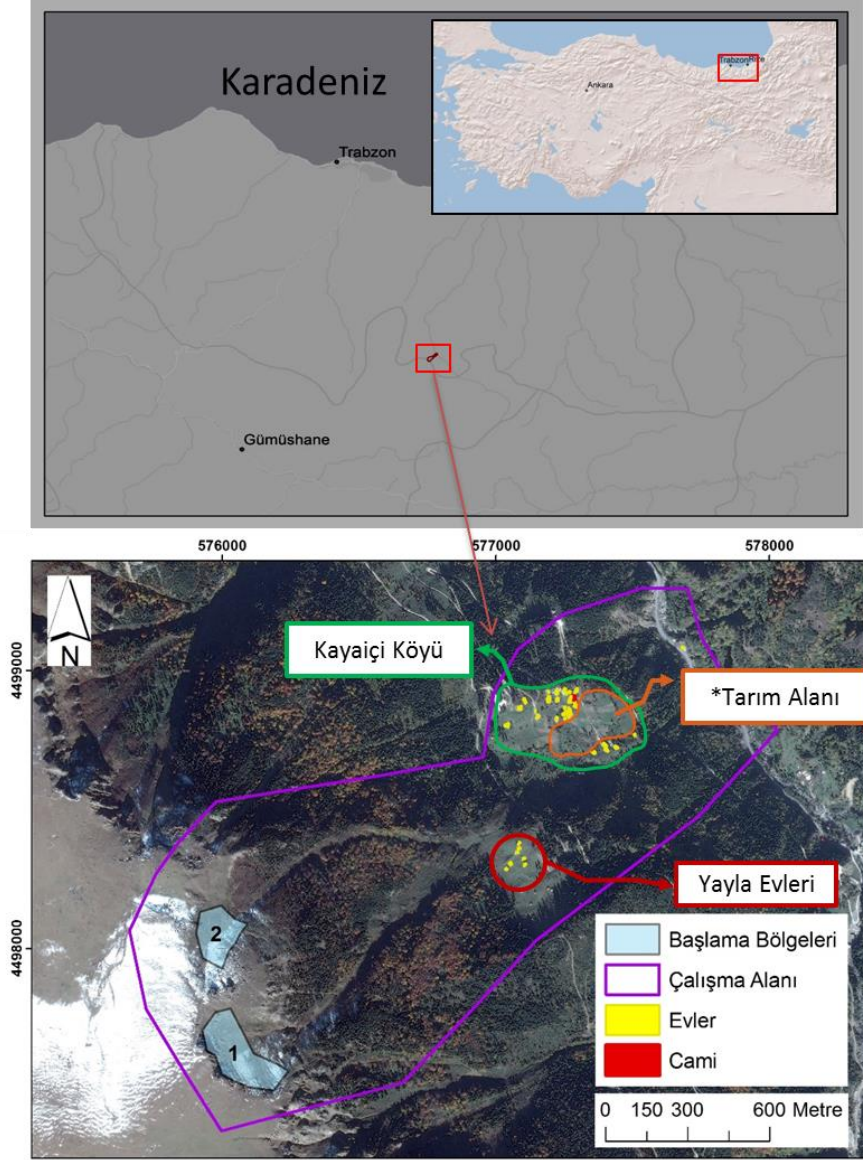 Karadeniz
Trabzon
Rize
Ankara
Trabzon
Gümüshane
576000
577000
578000
N
4499000
4498000
Kayaiçi Köyü
*Tarım Alanı
Yayla Evleri
2
1
Başlama Bölgeleri
Çalışma Alanı
Evler
Cami
0 150 300 600 Metre